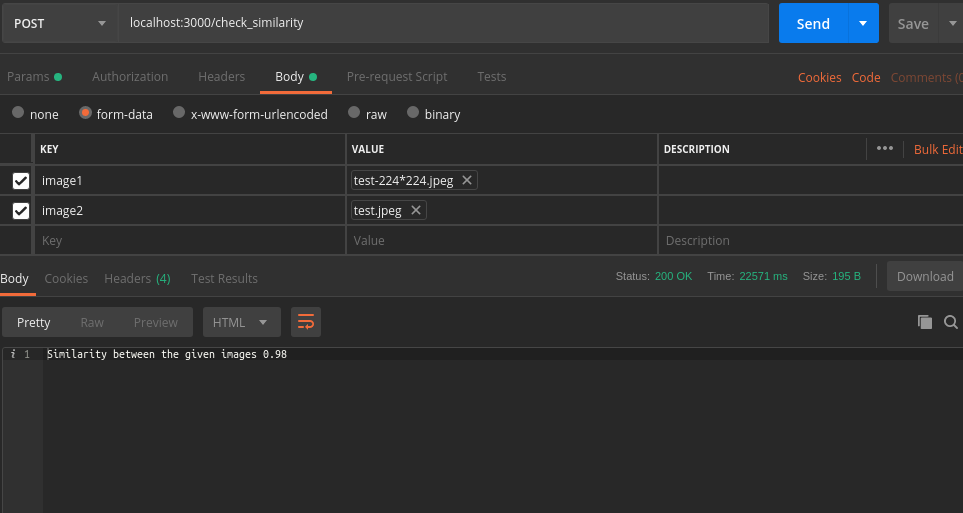 POST localhost:3000/check_similarity Send Save
Params Authorization Headers Body Pre-request Script Tests Cookies Code Comments (0
none form-data x-www-form-urlencoded raw binary
KEY VALUE DESCRIPTION ••• Bulk Edit
image1 test-224*224.jpeg
image2 test.jpeg
Key Value Description
Body Cookies Headers (4) Test Results Status: 200 OK Time: 22571 ms Size: 195 B Download
Pretty Raw Preview HTML
i 1 Similarity between the given images 0.98